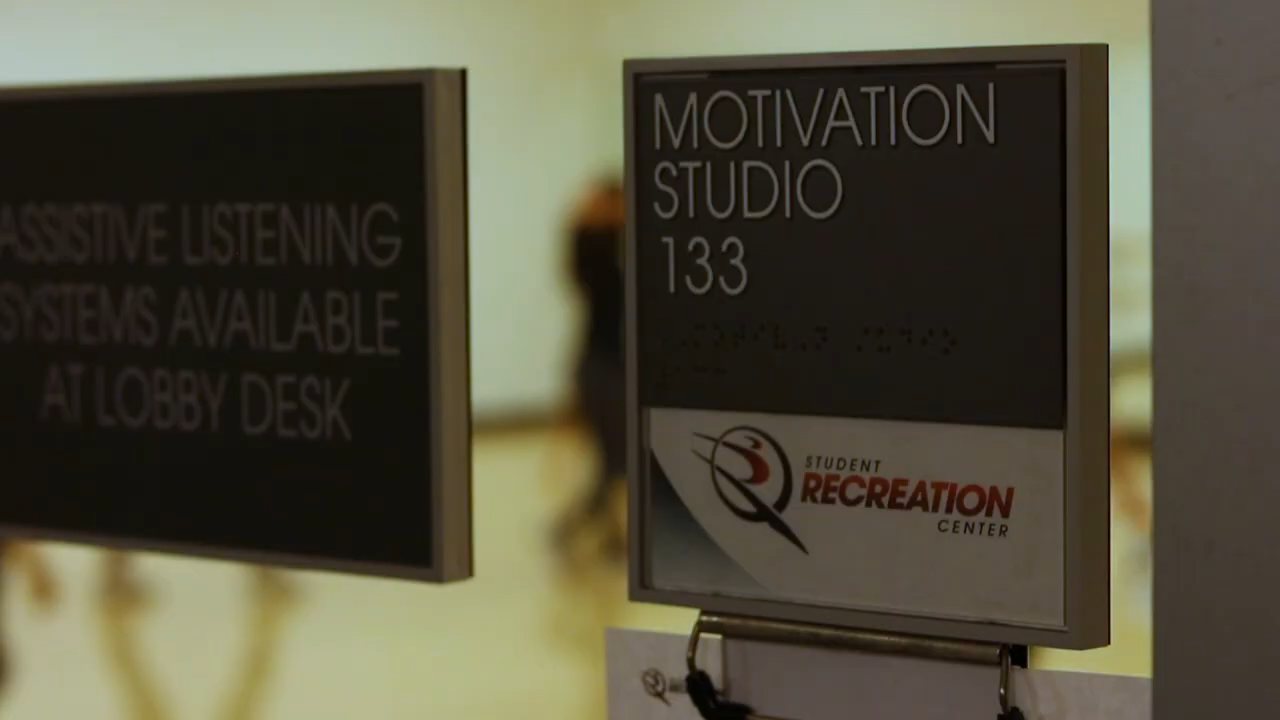 ASSISTIVE LISTENING
SYSTEMS AVAILABLE
AT LOBBY DESK
MOTIVATION
STUDIO
133
STUDENT
RECREATION
CENTER